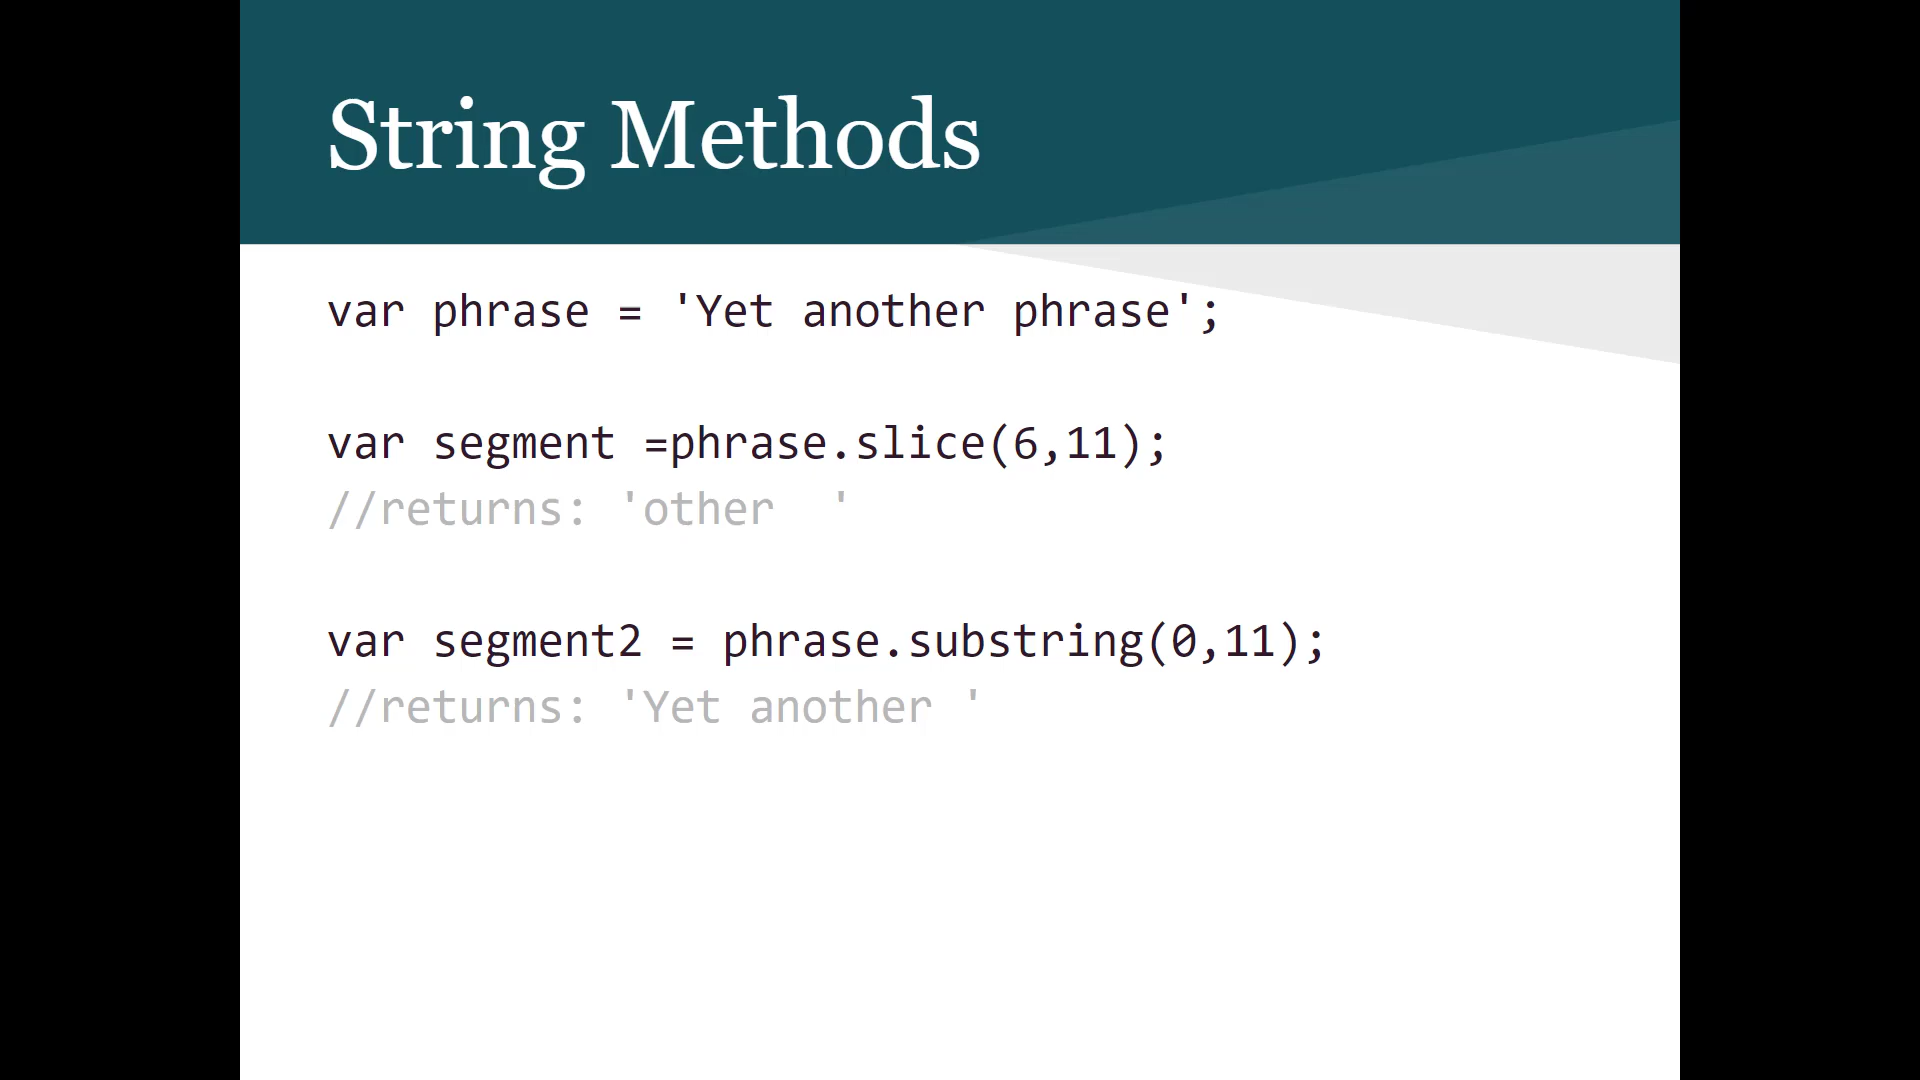 String Methods
var phrase = 'Yet another phrase';
var segment =phrase.slice(6,11);
//returns: 'other  '
var segment2 = phrase.substring(0,11);
//returns: 'Yet another '